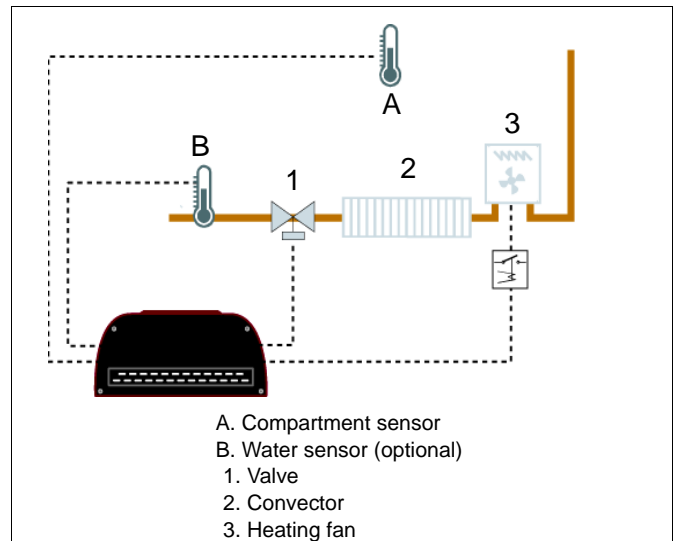 A
B
1
2
3
A. Compartment sensor
B. Water sensor (optional)
1. Valve
2. Convector
3. Heating fan